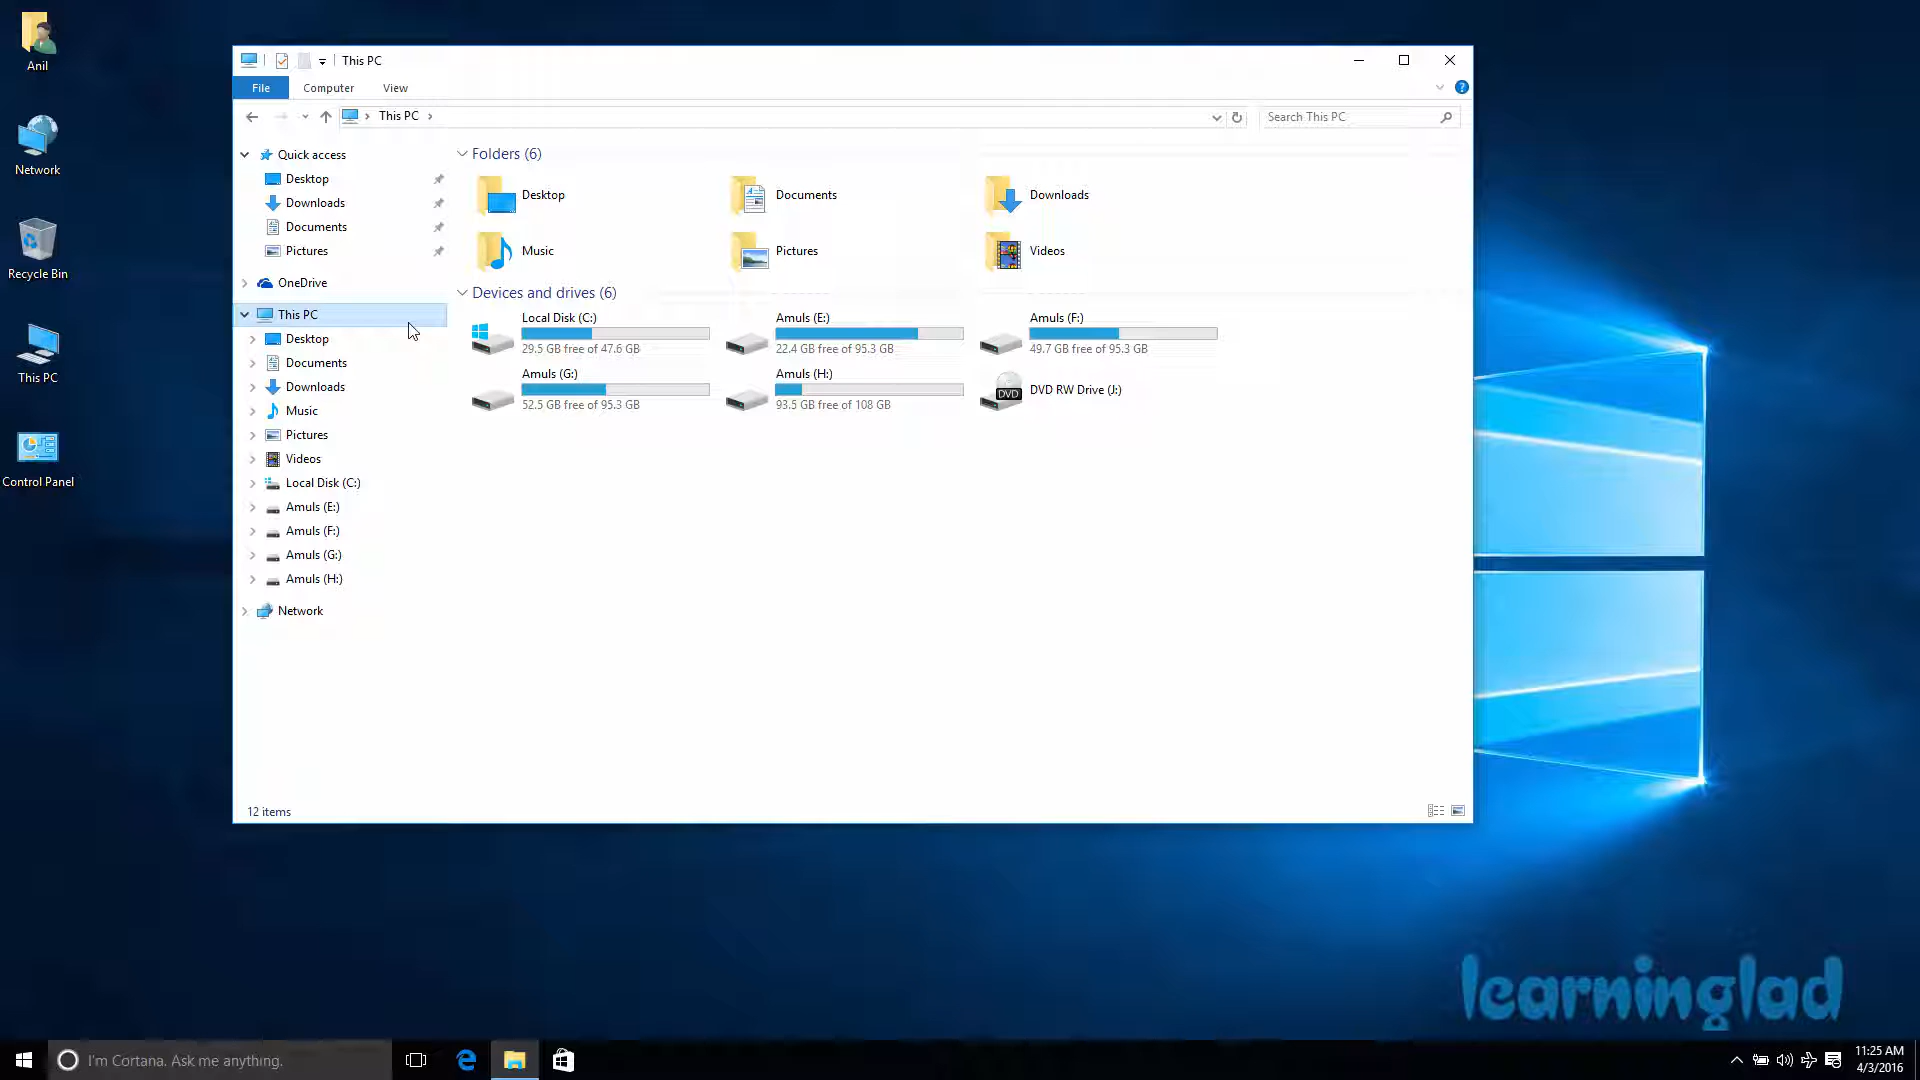 Anil
Network
Recycle Bin
This PC
Control Panel
This PC
File Computer View
This PC
Search This PC
Quick access
Desktop
Downloads
Documents
Pictures
OneDrive
This PC
Desktop
Documents
Downloads
Music
Pictures
Videos
Local Disk (C:)
Amuls (E:)
Amuls (F:)
Amuls (G:)
Amuls (H:)
Network
Folders (6)
Desktop Documents Downloads
Music Pictures Videos
Devices and drives (6)
Local Disk (C:) Amuls (E:) Amuls (F:)
29.5 GB free of 47.6 GB 22.4 GB free of 95.3 GB 49.7 GB free of 95.3 GB
Amuls (G:) Amuls (H:) DVD RW Drive (J:)
DVD
52.5 GB free of 95.3 GB 93.5 GB free of 108 GB
12 items
learninglad
I'm Cortana. Ask me anything.
11:25 AM
4/3/2016